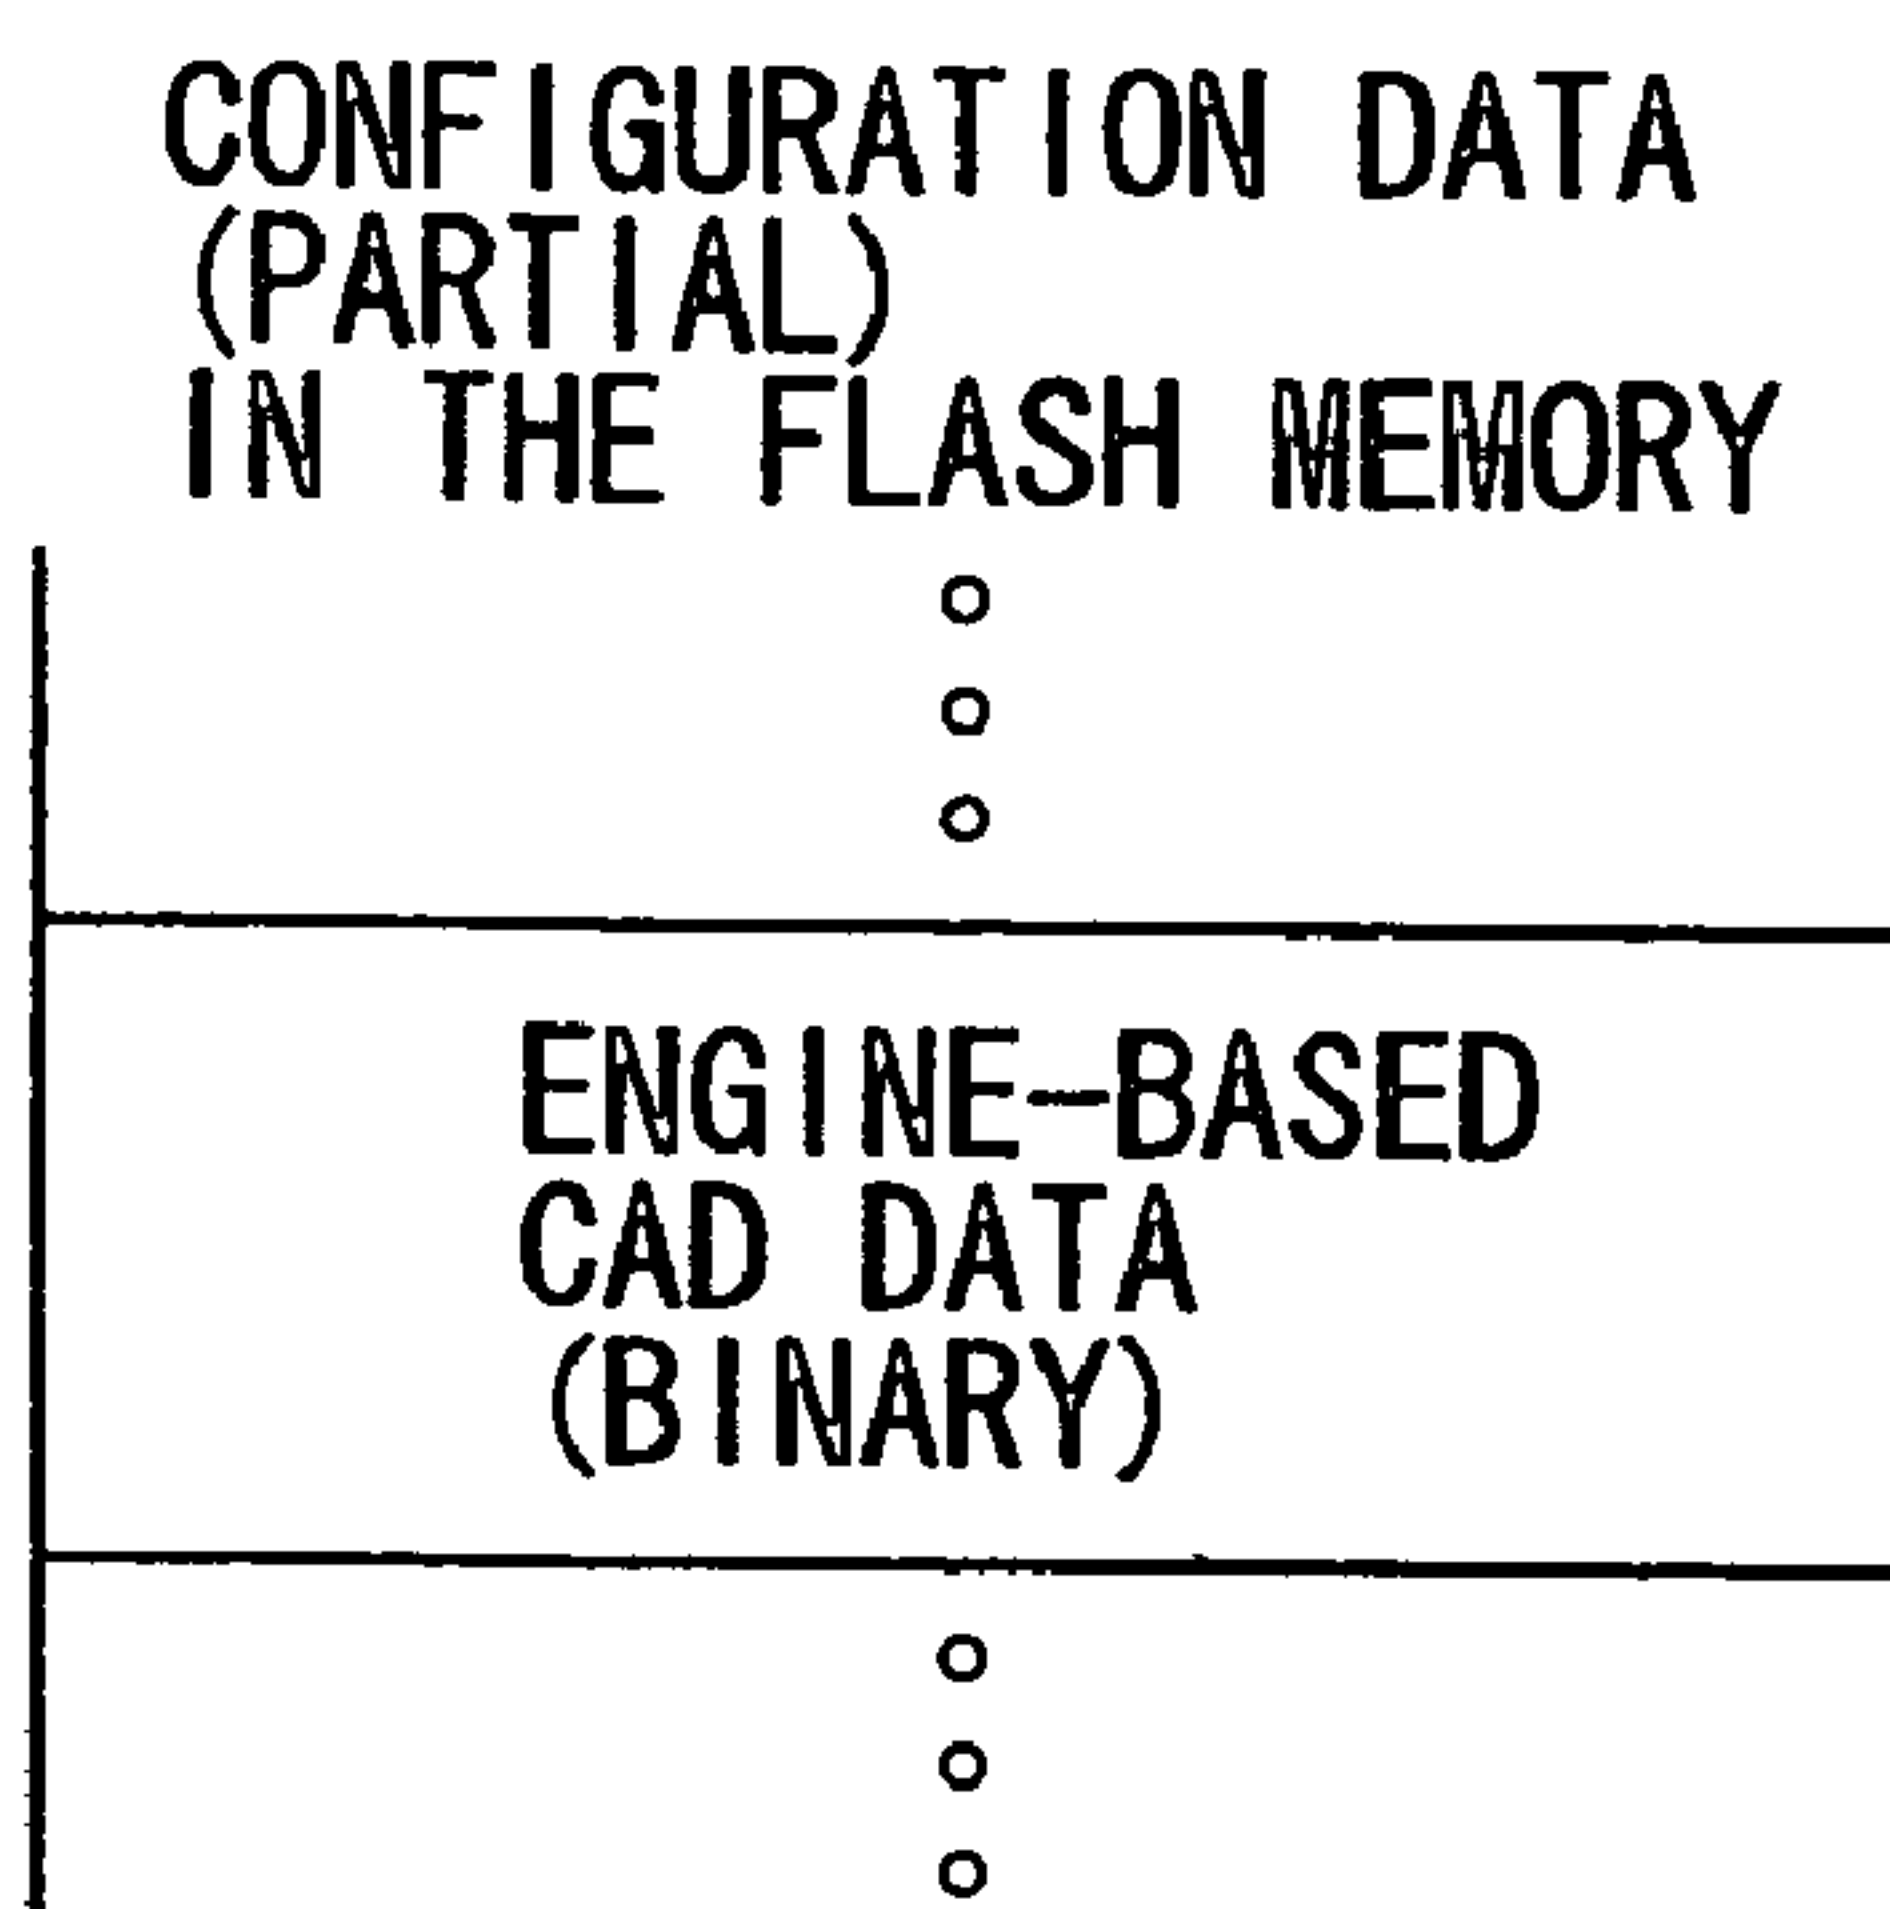 CONFIGURATION DATA
(PARTIAL)
IN THE FLASH MEMORY
ENGINE-BASED
CAD DATA
(BINARY)